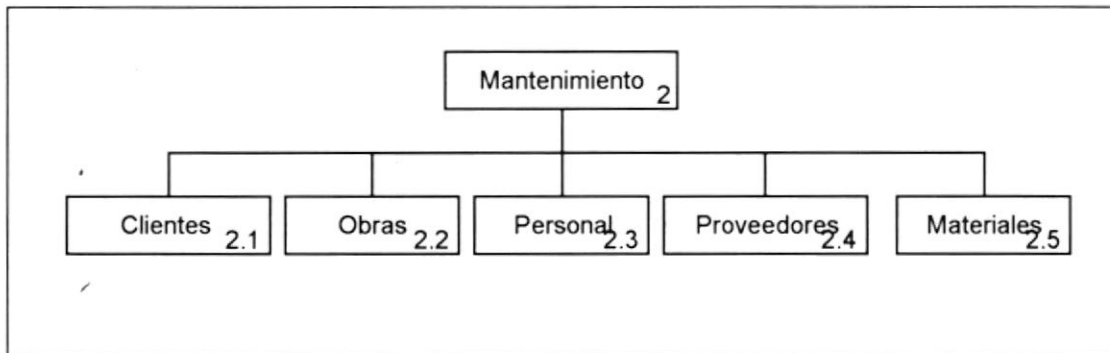 Mantenimiento 2
Clientes 2.1
Obras 2.2
Personal 2.3
Proveedores 2.4
Materiales 2.5